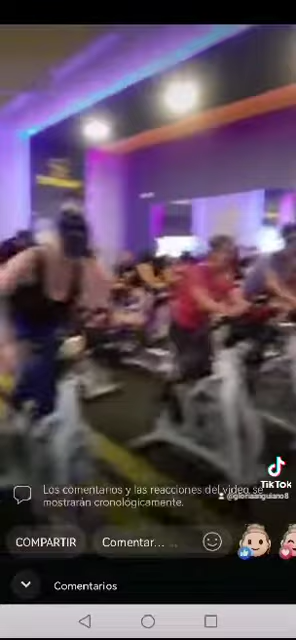 TikTok
Los comentarios y las reacciones del video se
mostrarán cronológicamente.
COMPARTIR
Comentar... ...
Comentarios